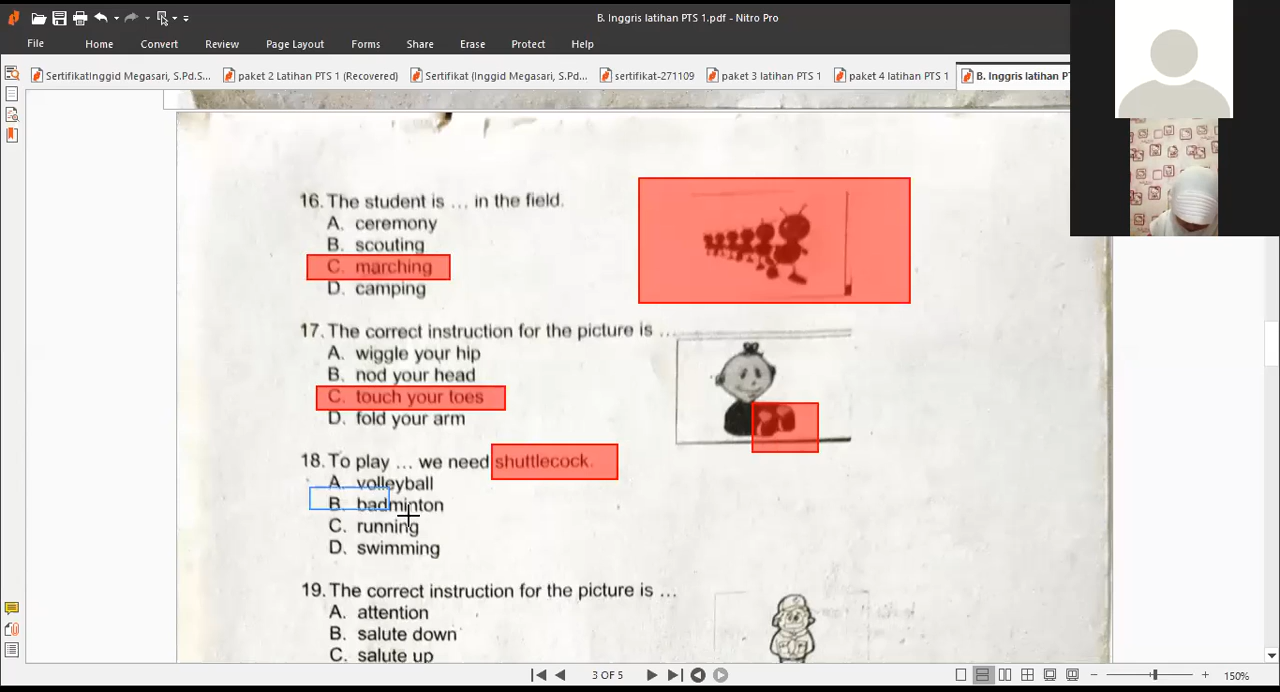 B. Inggris latihan PTS 1.pdf - Nitro Pro
File Home Convert Review Page Layout Forms Share Erase Protect Help
SertifikatInggid Megasari, S.Pd.S... paket 2 Latihan PTS 1 (Recovered) Sertifikat (Inggid Megasari, S.Pd... sertifikat-271109 paket 3 latihan PTS 1 paket 4 latihan PTS 1 B. Inggris latihan PT
16. The student is ... in the field.
A. ceremony
B. scouting
C. marching
D. camping
17. The correct instruction for the picture is ...
A. wiggle your hip
B. nod your head
C. touch your toes
D. fold your arm
18. To play ... we need shuttlecock.
A. volleyball
B. badminton
C. running
D. swimming
19. The correct instruction for the picture is ...
A. attention
B. salute down
C. salute up
3 OF 5
150%